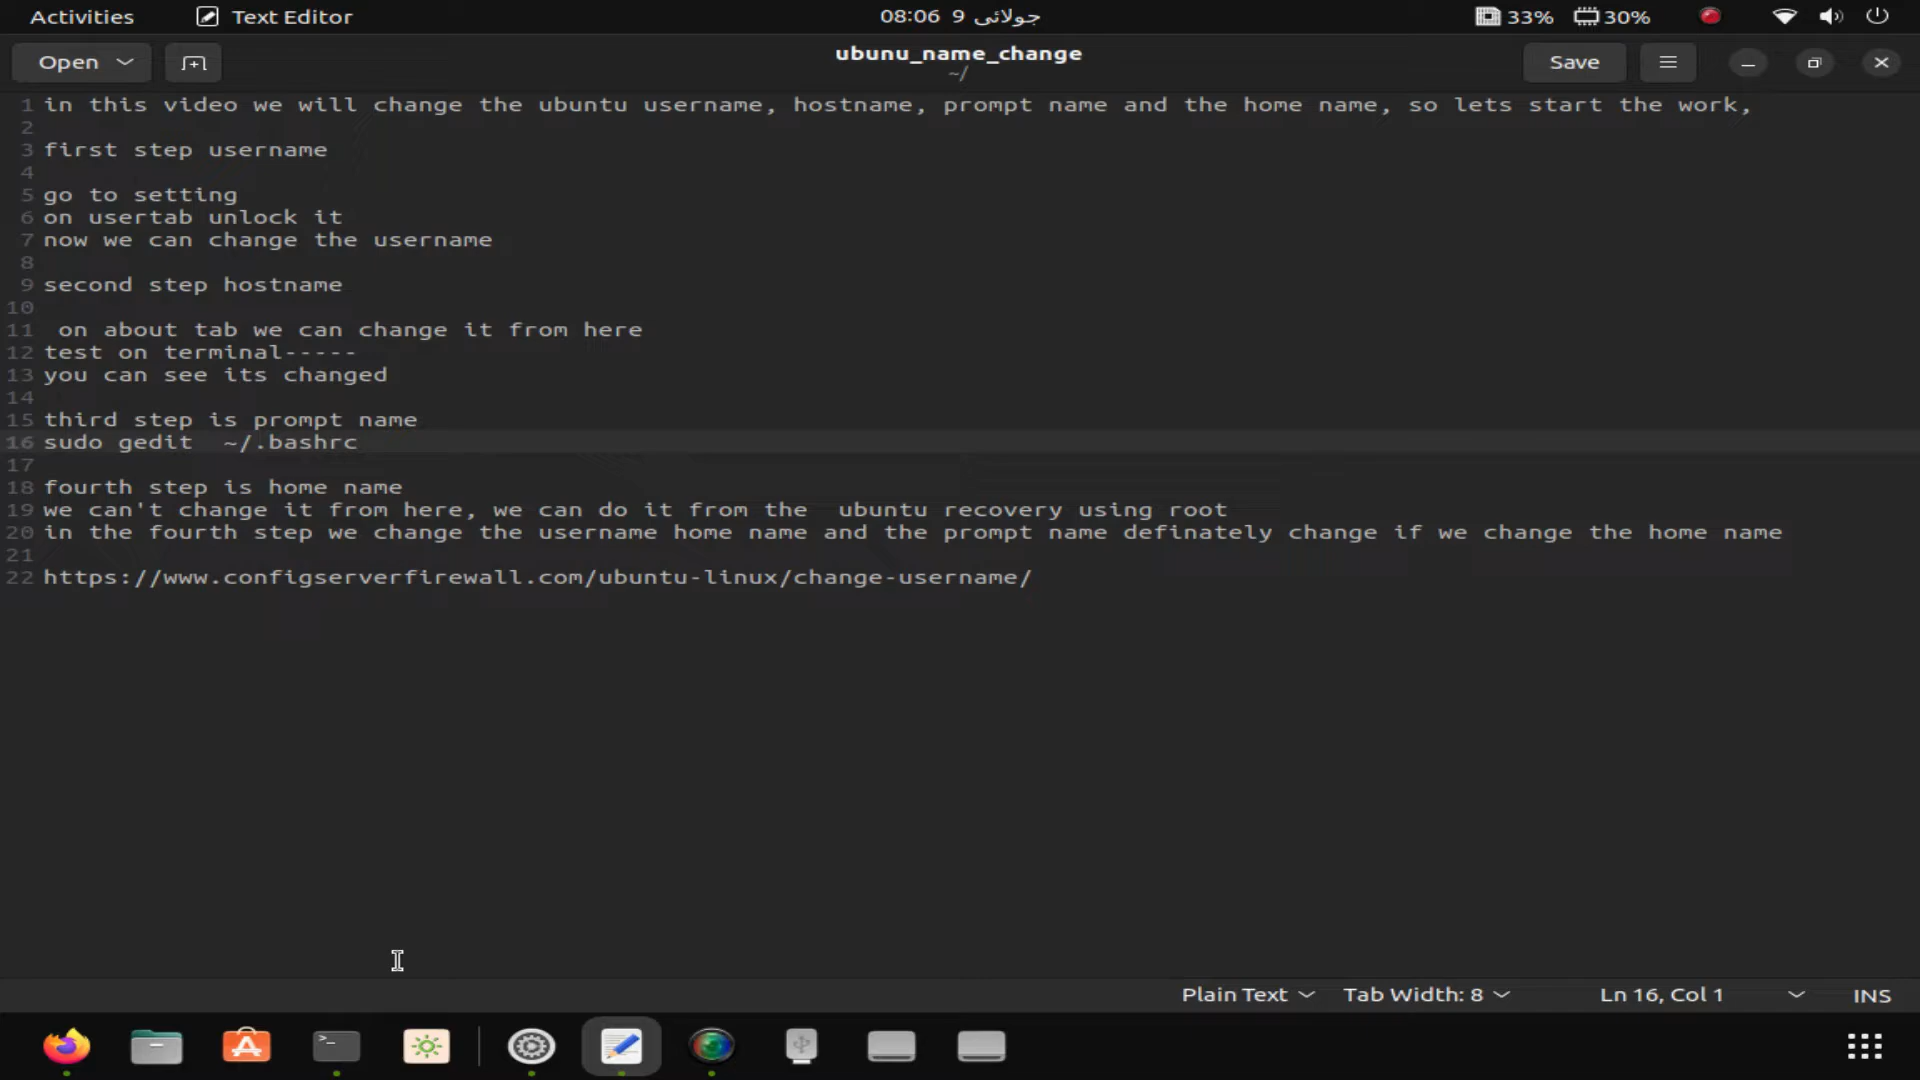 Activities Text Editor 08:06 9 جولائی 33% 30%
Open ubunu_name_change Save
~/
1 in this video we will change the ubuntu username, hostname, prompt name and the home name, so lets start the work,
2
3 first step username
4
5 go to setting
6 on usertab unlock it
7 now we can change the username
8
9 second step hostname
10
11 on about tab we can change it from here
12 test on terminal-----
13 you can see its changed
14
15 third step is prompt name
16 sudo gedit  ~/.bashrc
17
18 fourth step is home name
19 we can't change it from here, we can do it from the  ubuntu recovery using root
20 in the fourth step we change the username home name and the prompt name definately change if we change the home name
21
22 https://www.configserverfirewall.com/ubuntu-linux/change-username/
Plain Text Tab Width: 8 Ln 16, Col 1 INS